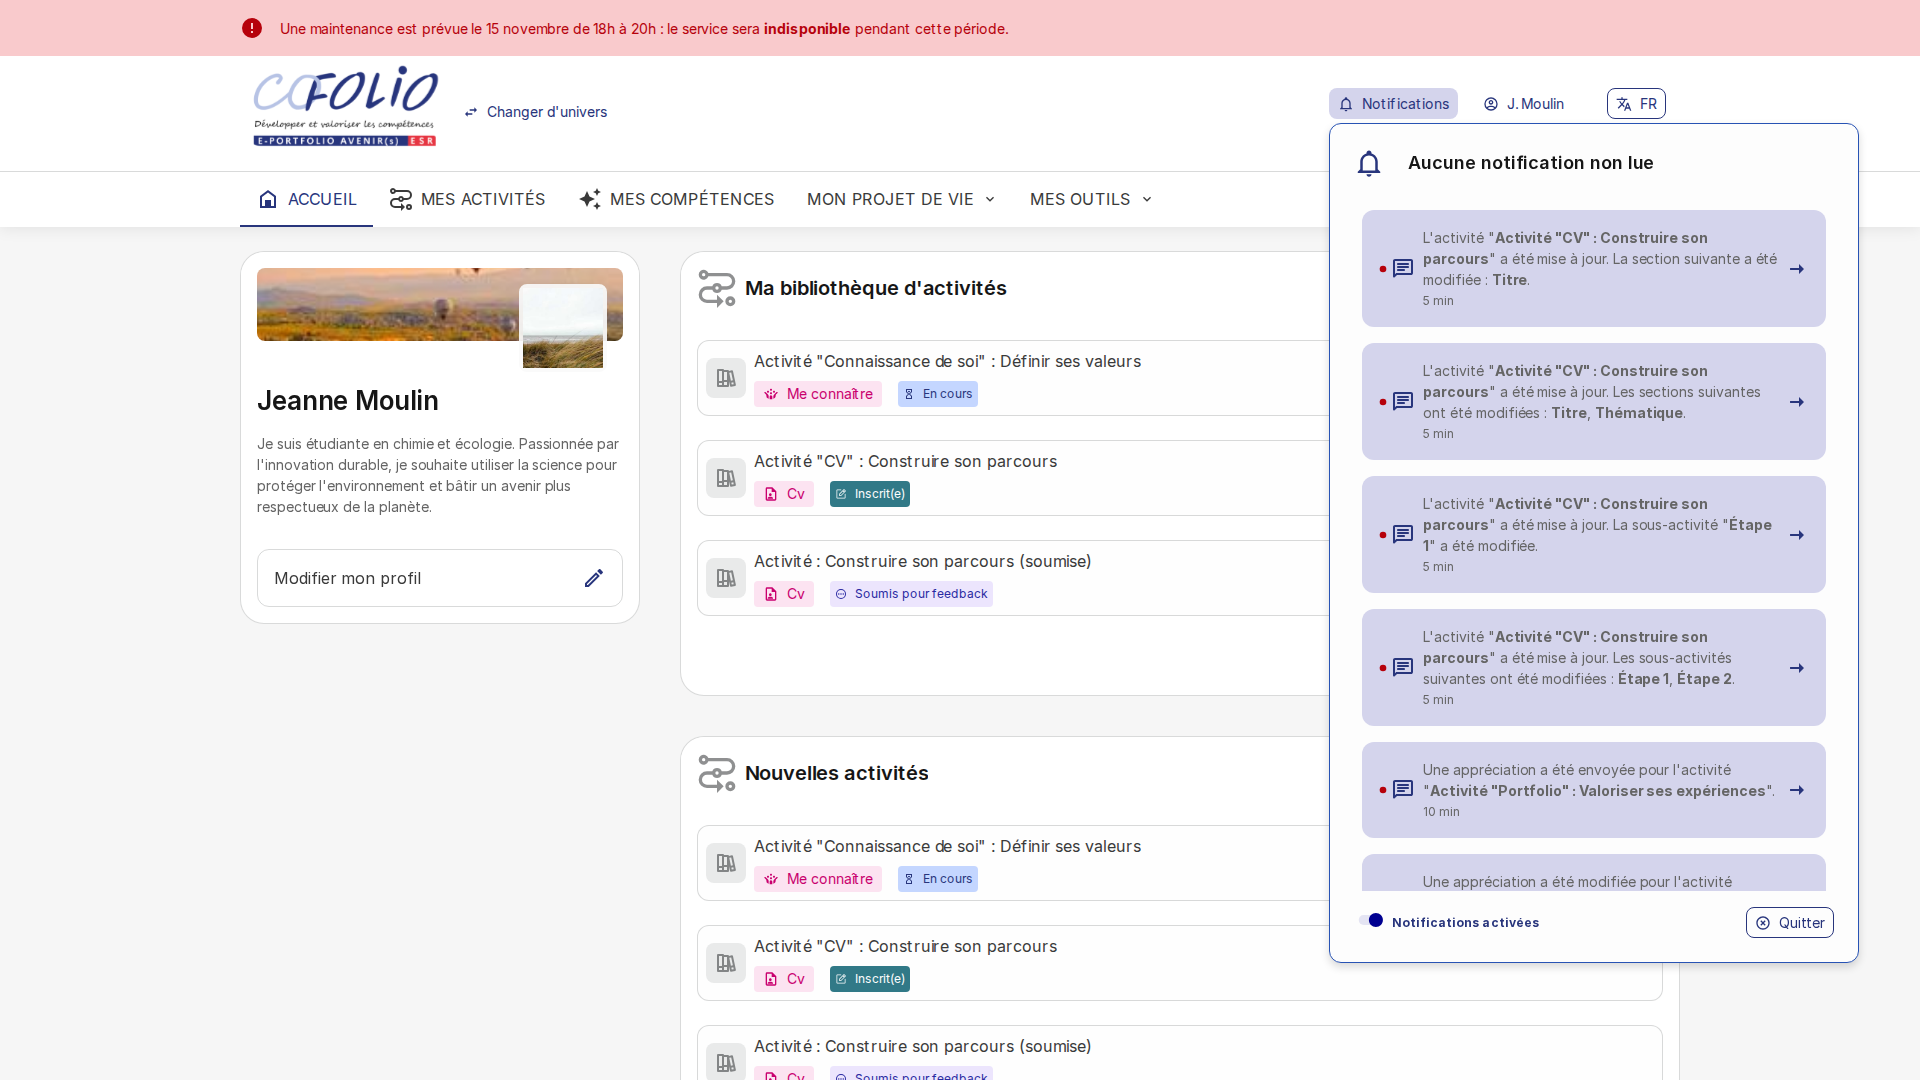 Une maintenance est prévue le 15 novembre de 18h à 20h : le service sera indisponible pendant cette période.
COFOLIO
Développer et valoriser les compétences
E-PORTFOLIO AVENIR(s) ESR
Changer d'univers
Notifications
J. Moulin
FR
ACCUEIL
MES ACTIVITÉS
MES COMPÉTENCES
MON PROJET DE VIE
MES OUTILS
Jeanne Moulin
Je suis étudiante en chimie et écologie. Passionnée par
l'innovation durable, je souhaite utiliser la science pour
protéger l'environnement et bâtir un avenir plus
respectueux de la planète.
Modifier mon profil
Ma bibliothèque d'activités
Activité "Connaissance de soi" : Définir ses valeurs
Me connaître
En cours
Activité "CV" : Construire son parcours
Cv
Inscrit(e)
Activité : Construire son parcours (soumise)
Cv
Soumis pour feedback
Nouvelles activités
Activité "Connaissance de soi" : Définir ses valeurs
Me connaître
En cours
Activité "CV" : Construire son parcours
Cv
Inscrit(e)
Activité : Construire son parcours (soumise)
Cv
Soumis pour feedback
Aucune notification non lue
L'activité "Activité "CV" : Construire son
parcours" a été mise à jour. La section suivante a été
modifiée : Titre.
5 min
L'activité "Activité "CV" : Construire son
parcours" a été mise à jour. Les sections suivantes
ont été modifiées : Titre, Thématique.
5 min
L'activité "Activité "CV" : Construire son
parcours" a été mise à jour. La sous-activité "Étape
1" a été modifiée.
5 min
L'activité "Activité "CV" : Construire son
parcours" a été mise à jour. Les sous-activités
suivantes ont été modifiées : Étape 1, Étape 2.
5 min
Une appréciation a été envoyée pour l'activité
"Activité "Portfolio" : Valoriser ses expériences".
10 min
Une appréciation a été modifiée pour l'activité
Notifications activées
Quitter